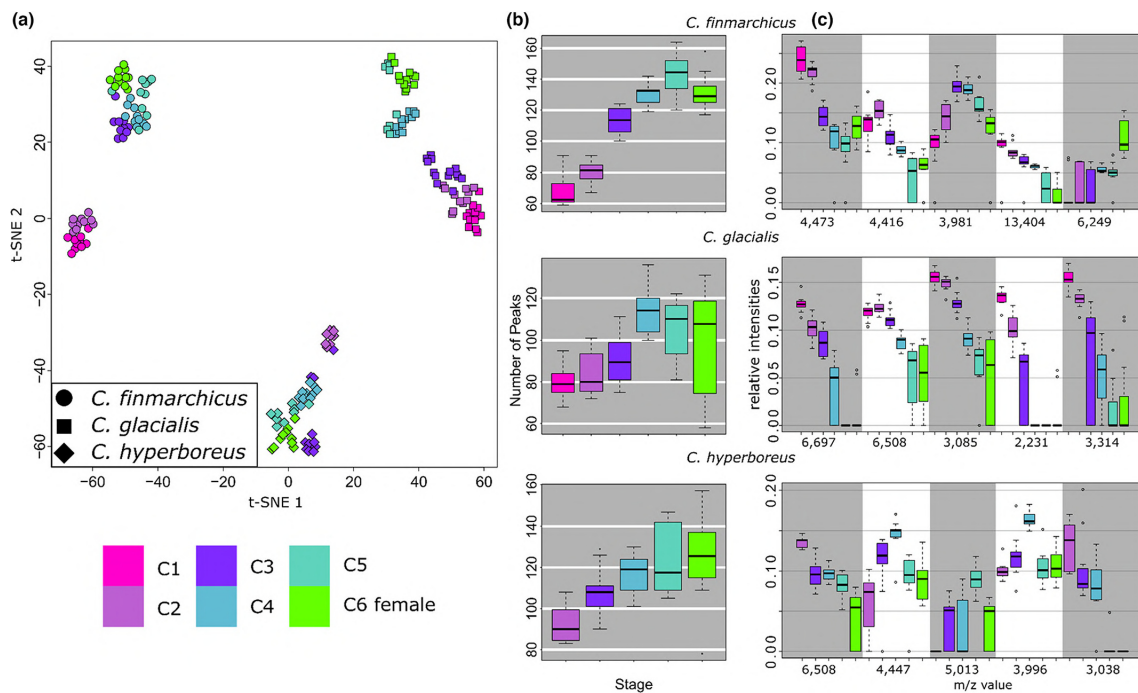 (a)
(b)
C. finmarchicus
(c)
t-SNE 2
40
20
0
−20
−40
−60
−60
−40
−20
0
20
40
60
t-SNE 1
C. finmarchicus
C. glacialis
C. hyperboreus
C1
C2
C3
C4
C5
C6 female
160
140
120
100
80
60
0.20
0.10
0.00
4,473
4,416
3,981
13,404
6,249
C. glacialis
Number of Peaks
120
100
80
60
relative intensities
0.15
0.10
0.05
0.00
6,697
6,508
3,085
2,231
3,314
C. hyperboreus
160
140
120
100
80
Stage
0.20
0.10
0.00
6,508
4,447
5,013
3,996
3,038
m/z value